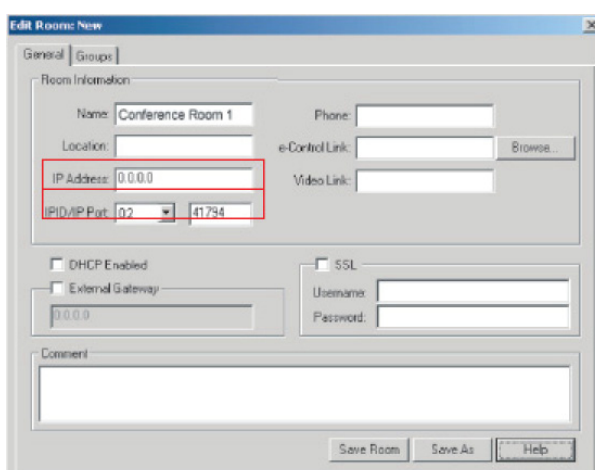 Edit Room: New
General Groups
Room Information
Name: Conference Room 1 Phone:
Location: e-Control Link: Browse...
IP Address: 0.0.0.0 Video Link:
IPID/IP Port: 02 41794
DHCP Enabled SSL
External Gateway Username:
0.0.0.0 Password:
Comment
Save Room Save As Help